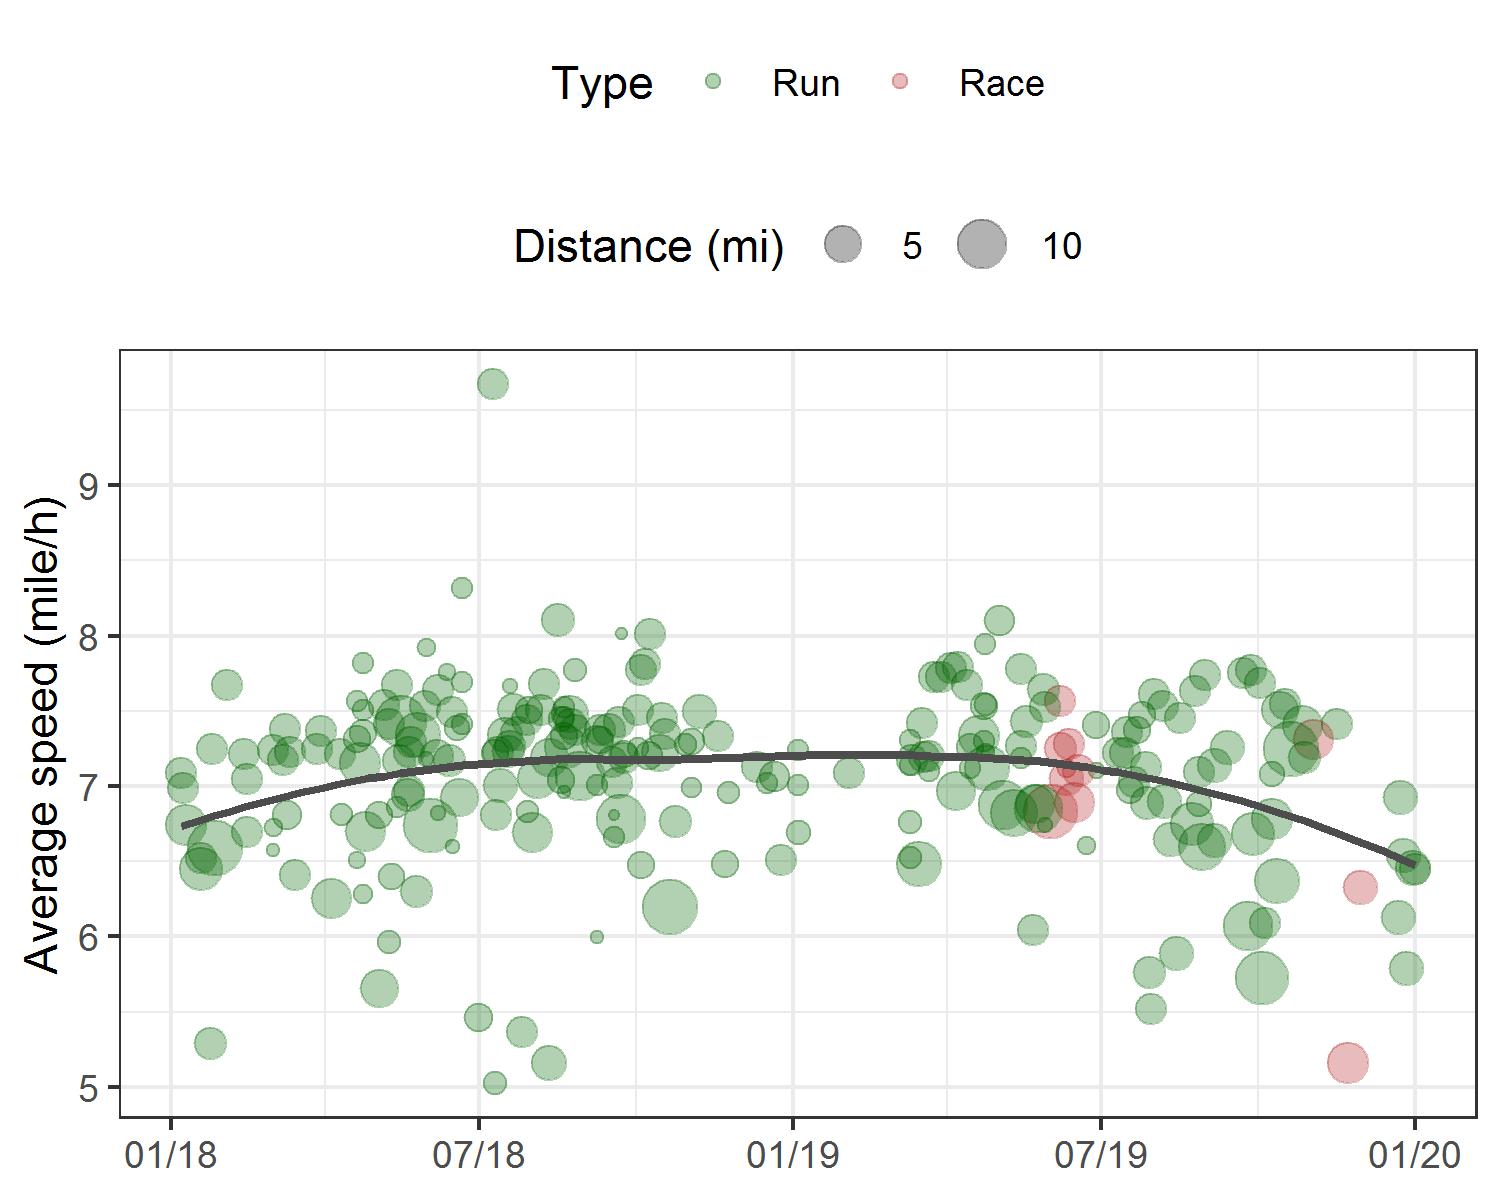 Type Run Race
Distance (mi) 5 10
Average speed (mile/h)
9
8
7
6
5
01/18 07/18 01/19 07/19 01/20